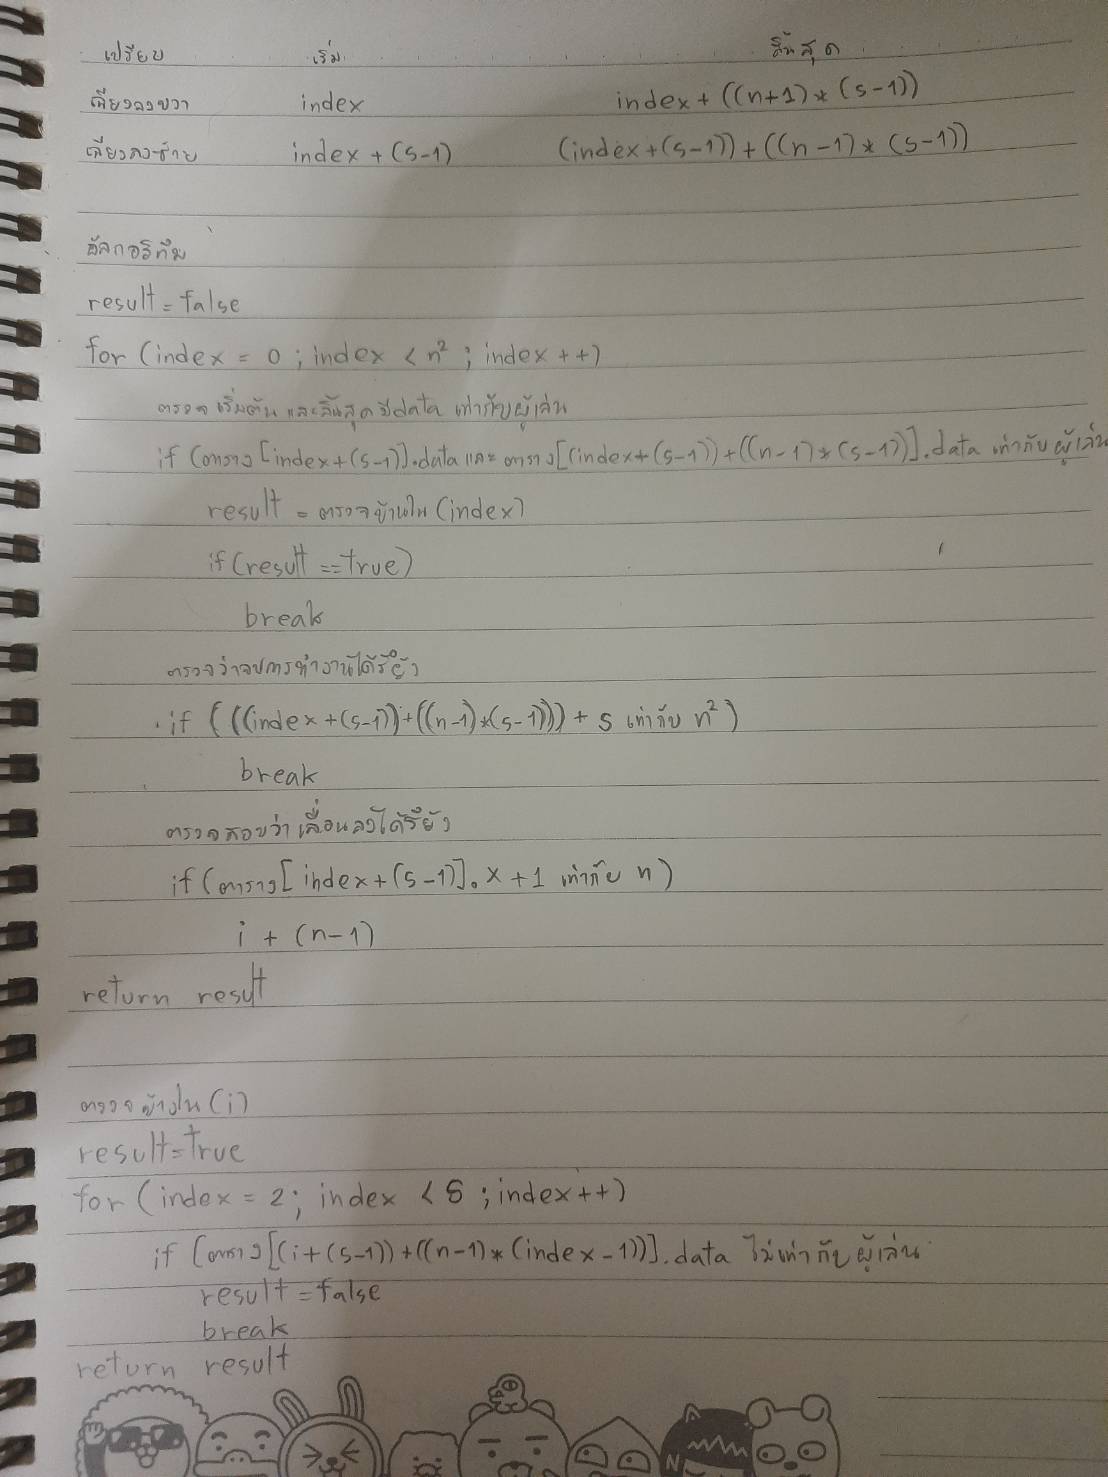 เปรียบ เริ่ม สิ้นสุด
เฉียงลงขวา index index + ((n+1) * (s-1))
เฉียงลงซ้าย index + (s-1) (index+(s-1)) + ((n-1) * (s-1))
อัลกอริทึม
result = false
for (index = 0 ; index < n² ; index ++)
ตรวจ เริ่มต้น และสิ้นสุด มีdata เท่ากับผู้เล่น
if (ตาราง [index+(s-1)].data และ ตาราง[(index+(s-1))+((n-1)*(s-1))].data เท่ากับ ผู้เล่น
result = ตรวจข้างใน (index)
if (result == true)
break
ตรวจว่าจบการทำงานได้รึยัง
if (((index+(s-1))+((n-1)*(s-1))) + s เท่ากับ n²)
break
ตรวจสอบว่าเลื่อนลงได้รึยัง
if (ตาราง[index+(s-1)].x+1 เท่ากับ n)
i + (n-1)
return result
ตรวจข้างใน (i)
result=true
for (index = 2; index < s ; index++)
if (ตาราง[(i+(s-1))+((n-1)*(index-1))].data ไม่เท่ากับ ผู้เล่น
result = false
break
return result
N